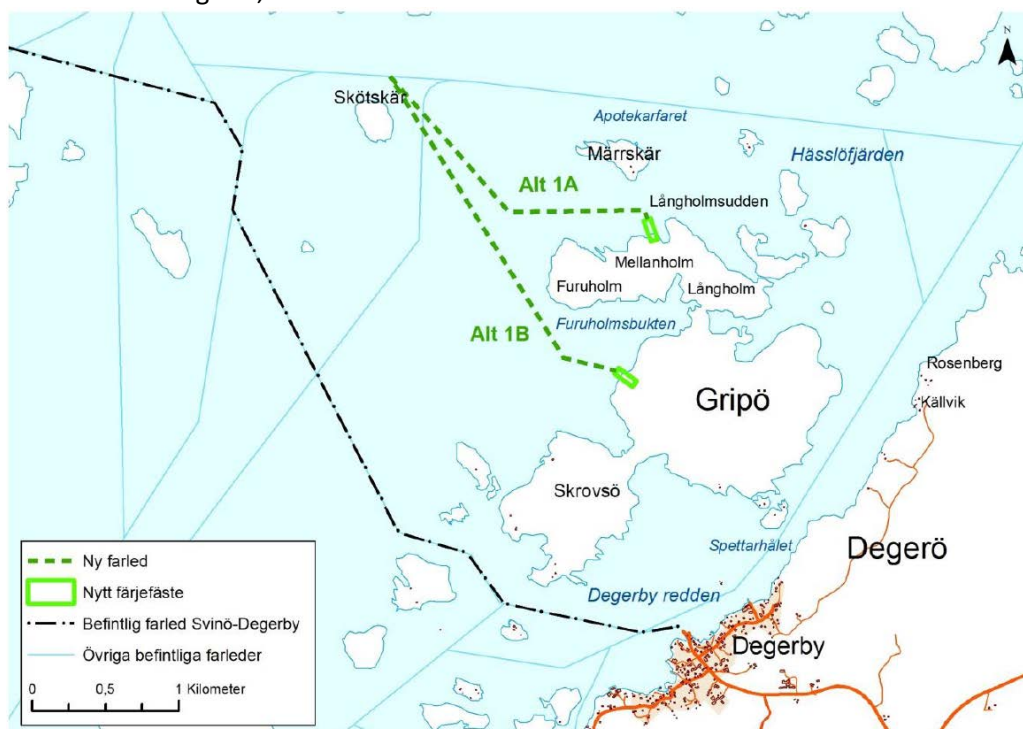 N
Skötskär
Apotekarfaret
Märrskär
Hässlöfjärden
Alt 1A
Långholmsudden
Mellanholm
Furuholm
Långholm
Alt 1B
Furuholmsbukten
Rosenberg
Källvik
Gripö
Skrovsö
Spettarhålet
Degerö
Degerby redden
Degerby
Ny farled
Nytt färjefäste
Befintlig farled Svinö-Degerby
Övriga befintliga farleder
0 0,5 1 Kilometer